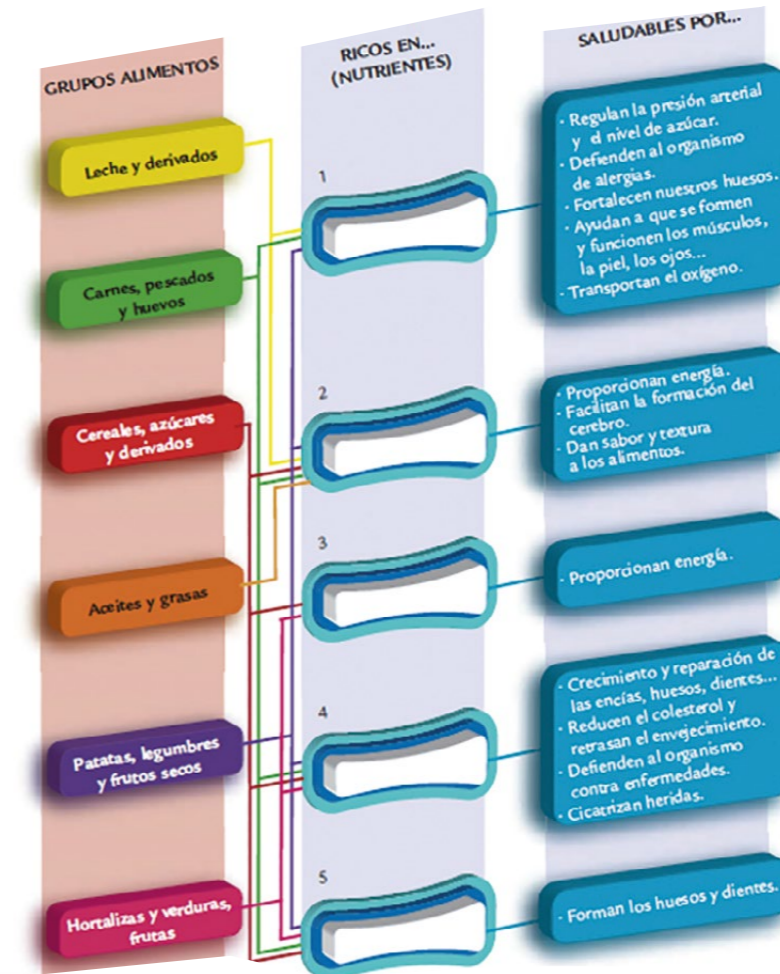 GRUPOS ALIMENTOS
Leche y derivados
Carnes, pescados
y huevos
Cereales, azúcares
y derivados
Aceites y grasas
Patatas, legumbres
y frutos secos
Hortalizas y verduras,
frutas
RICOS EN...
(NUTRIENTES)
1
2
3
4
5
SALUDABLES POR...
- Regulan la presión arterial
y el nivel de azúcar.
- Defienden al organismo
de alergias.
- Fortalecen nuestros huesos.
- Ayudan a que se formen
y funcionen los músculos,
la piel, los ojos...
- Transportan el oxígeno.
- Proporcionan energía.
- Facilitan la formación del
cerebro.
- Dan sabor y textura
a los alimentos.
- Proporcionan energía.
- Crecimiento y reparación de
las encías, huesos, dientes...
- Reducen el colesterol y
retrasan el envejecimiento.
- Defienden al organismo
contra enfermedades.
- Cicatrizan heridas.
- Forman los huesos y dientes.